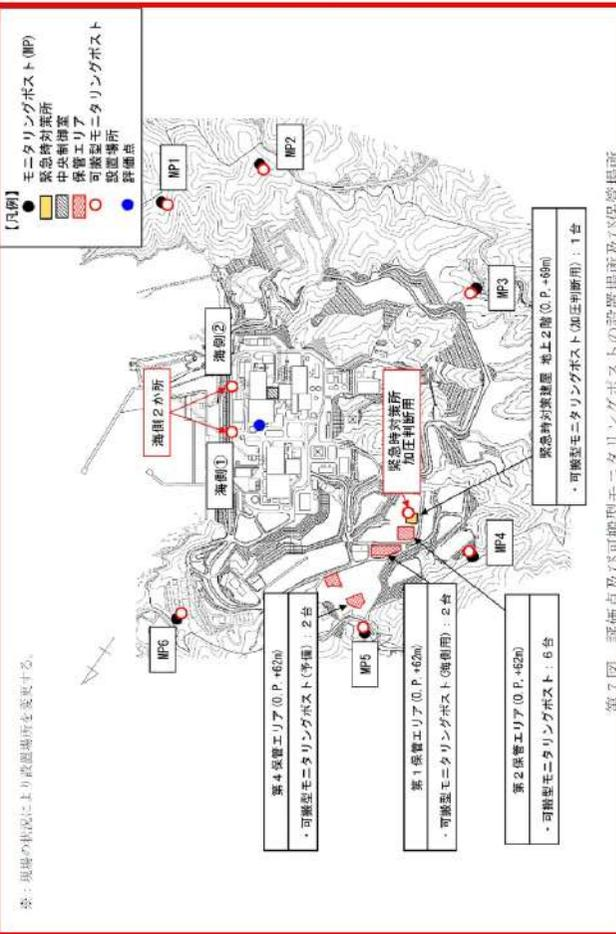 ※：現場の状況により設置場所を変更する。
【凡例】
モニタリングポスト(MP)
緊急時対策所
中央制御室
保管エリア
可搬型モニタリングポスト
設置場所
評価点
MP6
MP1
MP2
海側２か所
海側①
海側②
MP3
緊急時対策所
加圧判断用
MP5
MP4
第４保管エリア(O.P.+62m)
・可搬型モニタリングポスト(予備)：２台
第１保管エリア(O.P.+62m)
・可搬型モニタリングポスト(海側用)：２台
第２保管エリア(O.P.+62m)
・可搬型モニタリングポスト：６台
緊急時対策建屋 地上２階(O.P.+69m)
・可搬型モニタリングポスト(加圧判断用)：１台
第７図 評価点及び可搬型モニタリングポストの設置場所及び保管場所